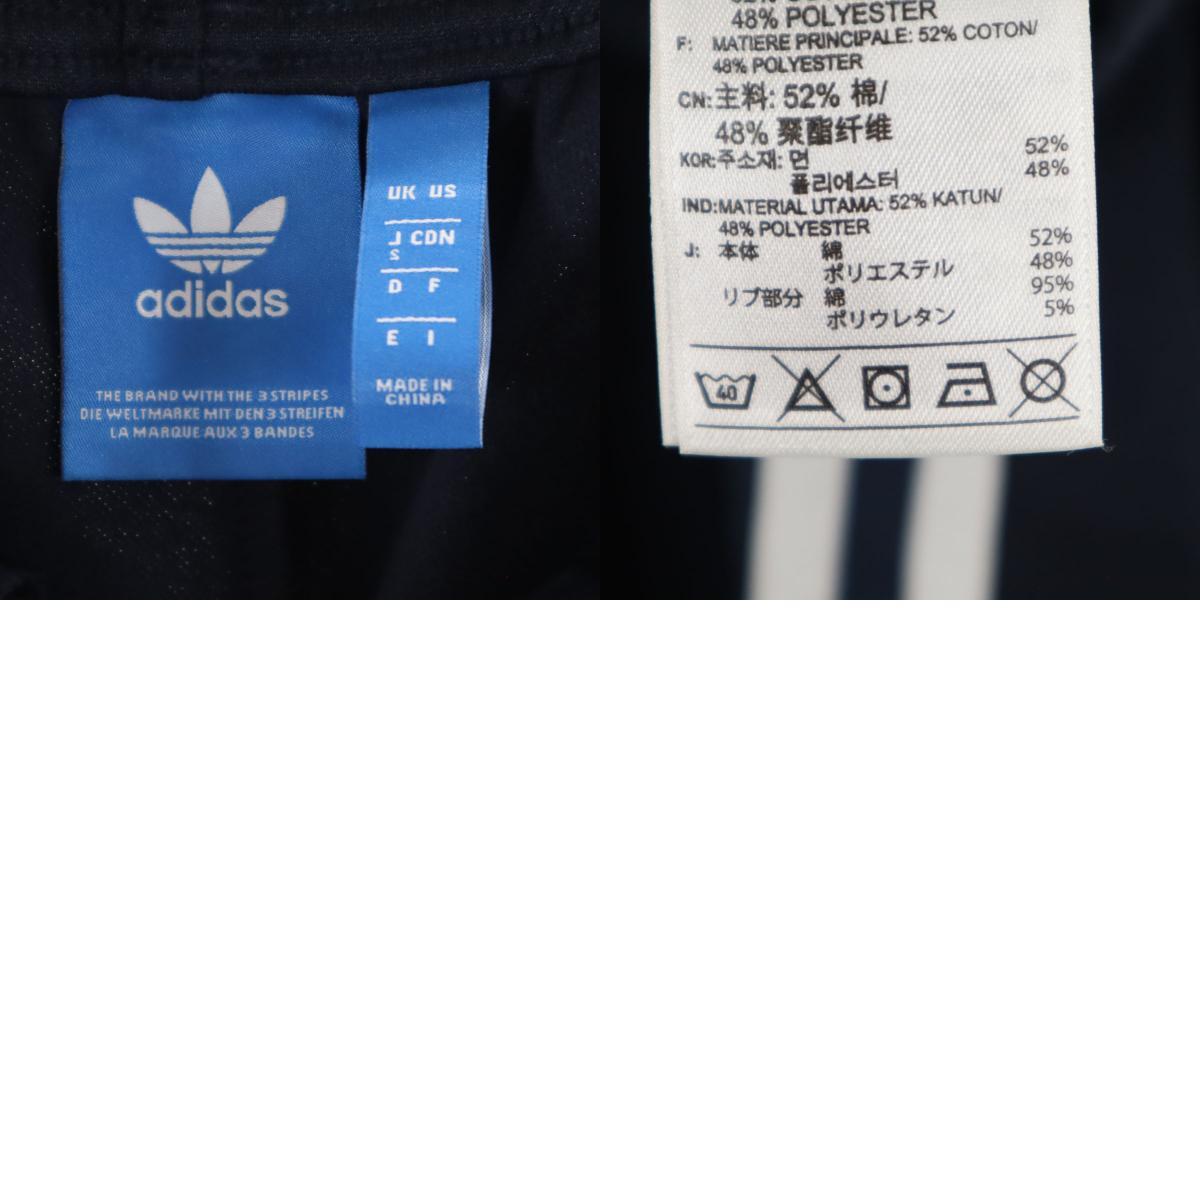 adidas
THE BRAND WITH THE 3 STRIPES
DIE WELTMARKE MIT DEN 3 STREIFEN
LA MARQUE AUX 3 BANDES
UK US
J CDN
S
D F
E I
MADE IN
CHINA
48% POLYESTER
F: MATIERE PRINCIPALE: 52% COTON/
48% POLYESTER
CN:主料: 52% 棉/
48% 聚酯纤维
KOR:주소재: 면 52%
폴리에스터 48%
IND:MATERIAL UTAMA: 52% KATUN/
48% POLYESTER
J: 本体 綿 52%
ポリエステル 48%
リブ部分 綿 95%
ポリウレタン 5%
40